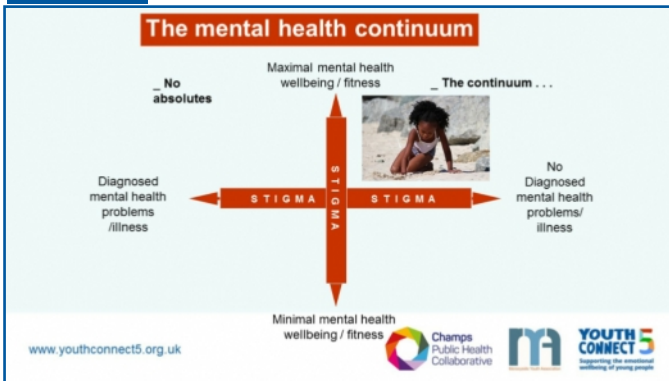 The mental health continuum
Maximal mental health
wellbeing / fitness
_ No
absolutes
_ The continuum . . .
Diagnosed
mental health
problems
/illness
STIGMA
STIGMA
STIGMA
No
Diagnosed
mental health
problems/
illness
Minimal mental health
wellbeing / fitness
www.youthconnect5.org.uk
Champs
Public Health
Collaborative
YOUTH
CONNECT 5
Supporting the emotional
wellbeing of young people